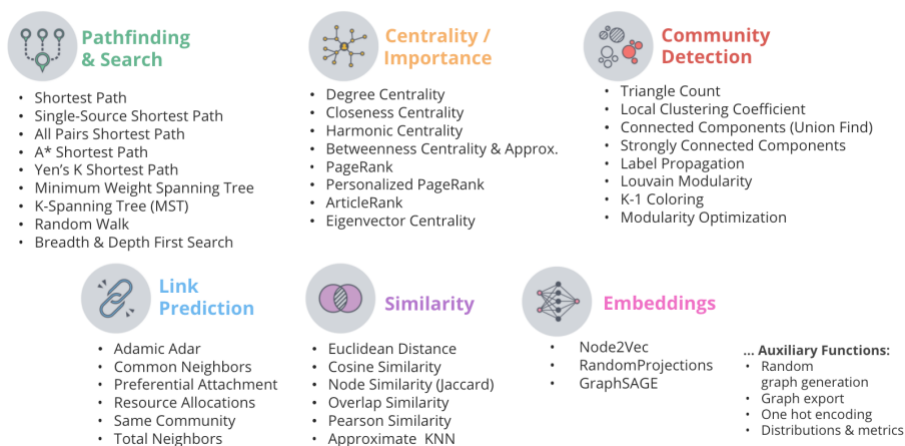 Pathfinding
& Search
• Shortest Path
• Single-Source Shortest Path
• All Pairs Shortest Path
• A* Shortest Path
• Yen's K Shortest Path
• Minimum Weight Spanning Tree
• K-Spanning Tree (MST)
• Random Walk
• Breadth & Depth First Search
Centrality /
Importance
• Degree Centrality
• Closeness Centrality
• Harmonic Centrality
• Betweenness Centrality & Approx.
• PageRank
• Personalized PageRank
• ArticleRank
• Eigenvector Centrality
Community
Detection
• Triangle Count
• Local Clustering Coefficient
• Connected Components (Union Find)
• Strongly Connected Components
• Label Propagation
• Louvain Modularity
• K-1 Coloring
• Modularity Optimization
Link
Prediction
• Adamic Adar
• Common Neighbors
• Preferential Attachment
• Resource Allocations
• Same Community
• Total Neighbors
Similarity
• Euclidean Distance
• Cosine Similarity
• Node Similarity (Jaccard)
• Overlap Similarity
• Pearson Similarity
• Approximate KNN
Embeddings
• Node2Vec
• RandomProjections
• GraphSAGE
... Auxiliary Functions:
• Random
graph generation
• Graph export
• One hot encoding
• Distributions & metrics